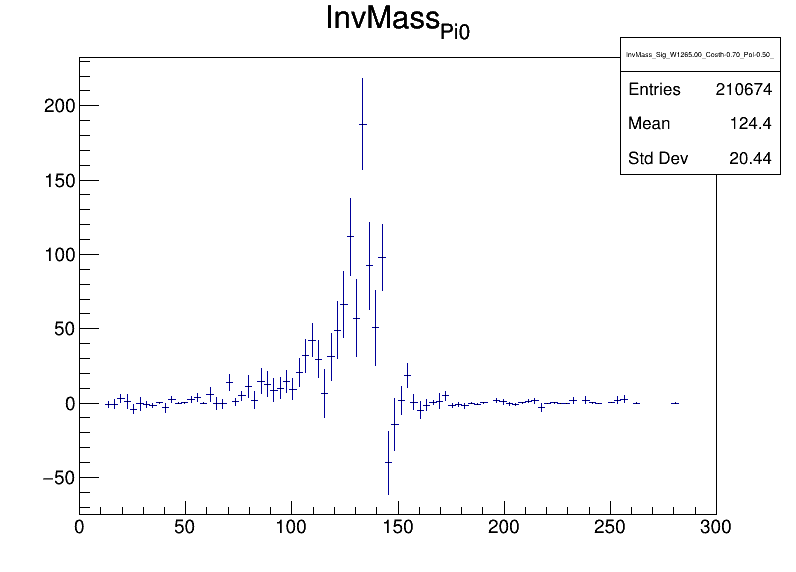 InvMassPi0
InvMass_Sig_W1265.00_Costh-0.70_Pol-0.50_
Entries 210674
Mean 124.4
Std Dev 20.44
200
150
100
50
0
−50
0 50 100 150 200 250 300